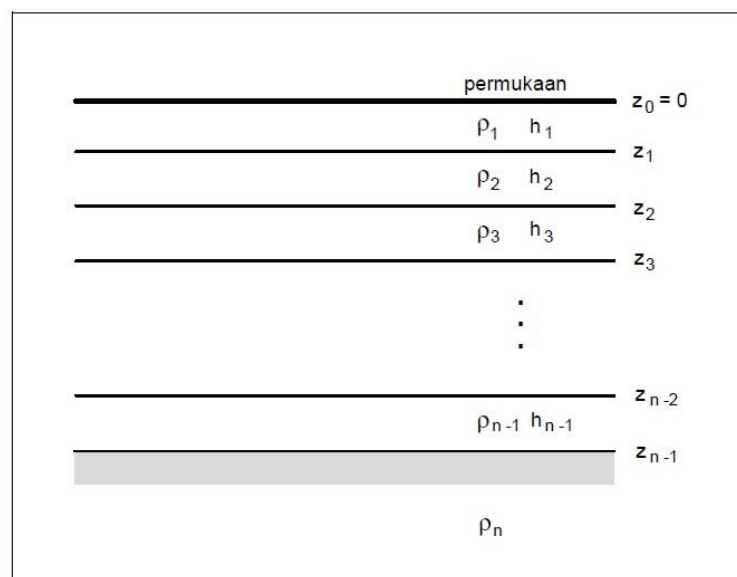 permukaan
z₀ = 0
ρ₁ h₁
z₁
ρ₂ h₂
z₂
ρ₃ h₃
z₃
zₙ₋₂
ρₙ₋₁ hₙ₋₁
zₙ₋₁
ρₙ